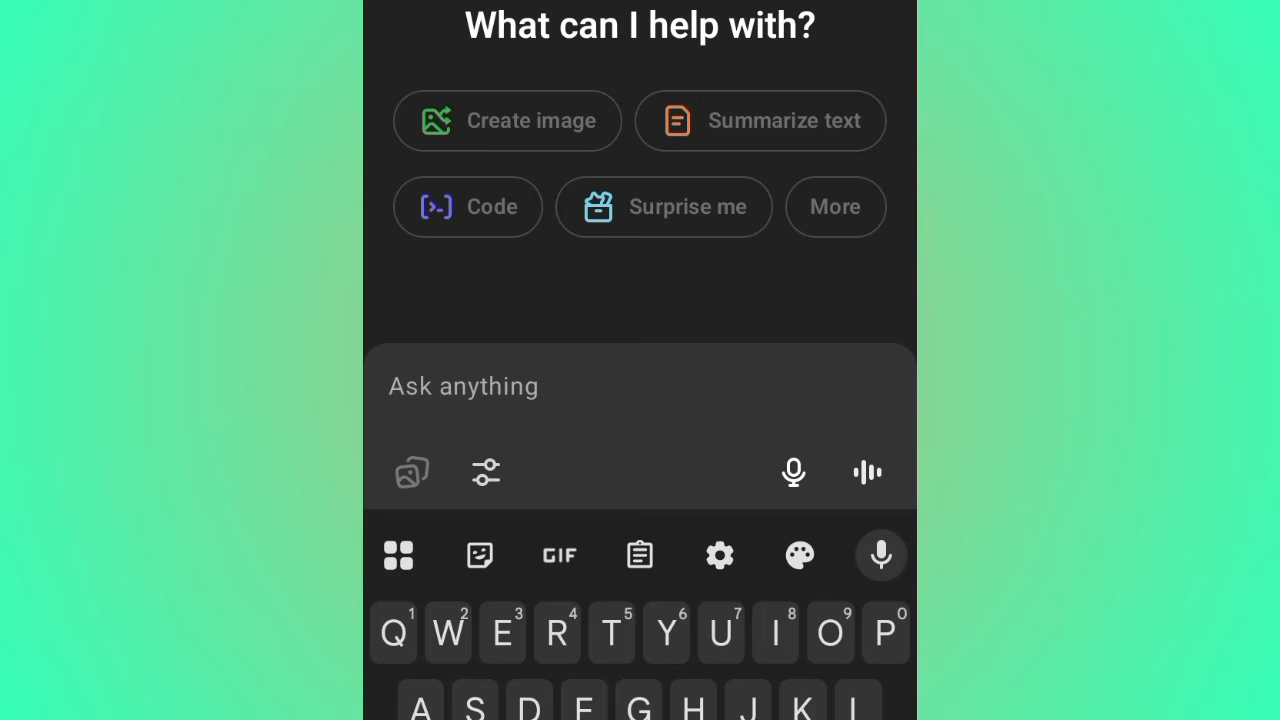 What can I help with?
Create image
Summarize text
Code
Surprise me
More
Ask anything
GIF
Q1 W2 E3 R4 T5 Y6 U7 I8 O9 P0
A S D F G H J K L